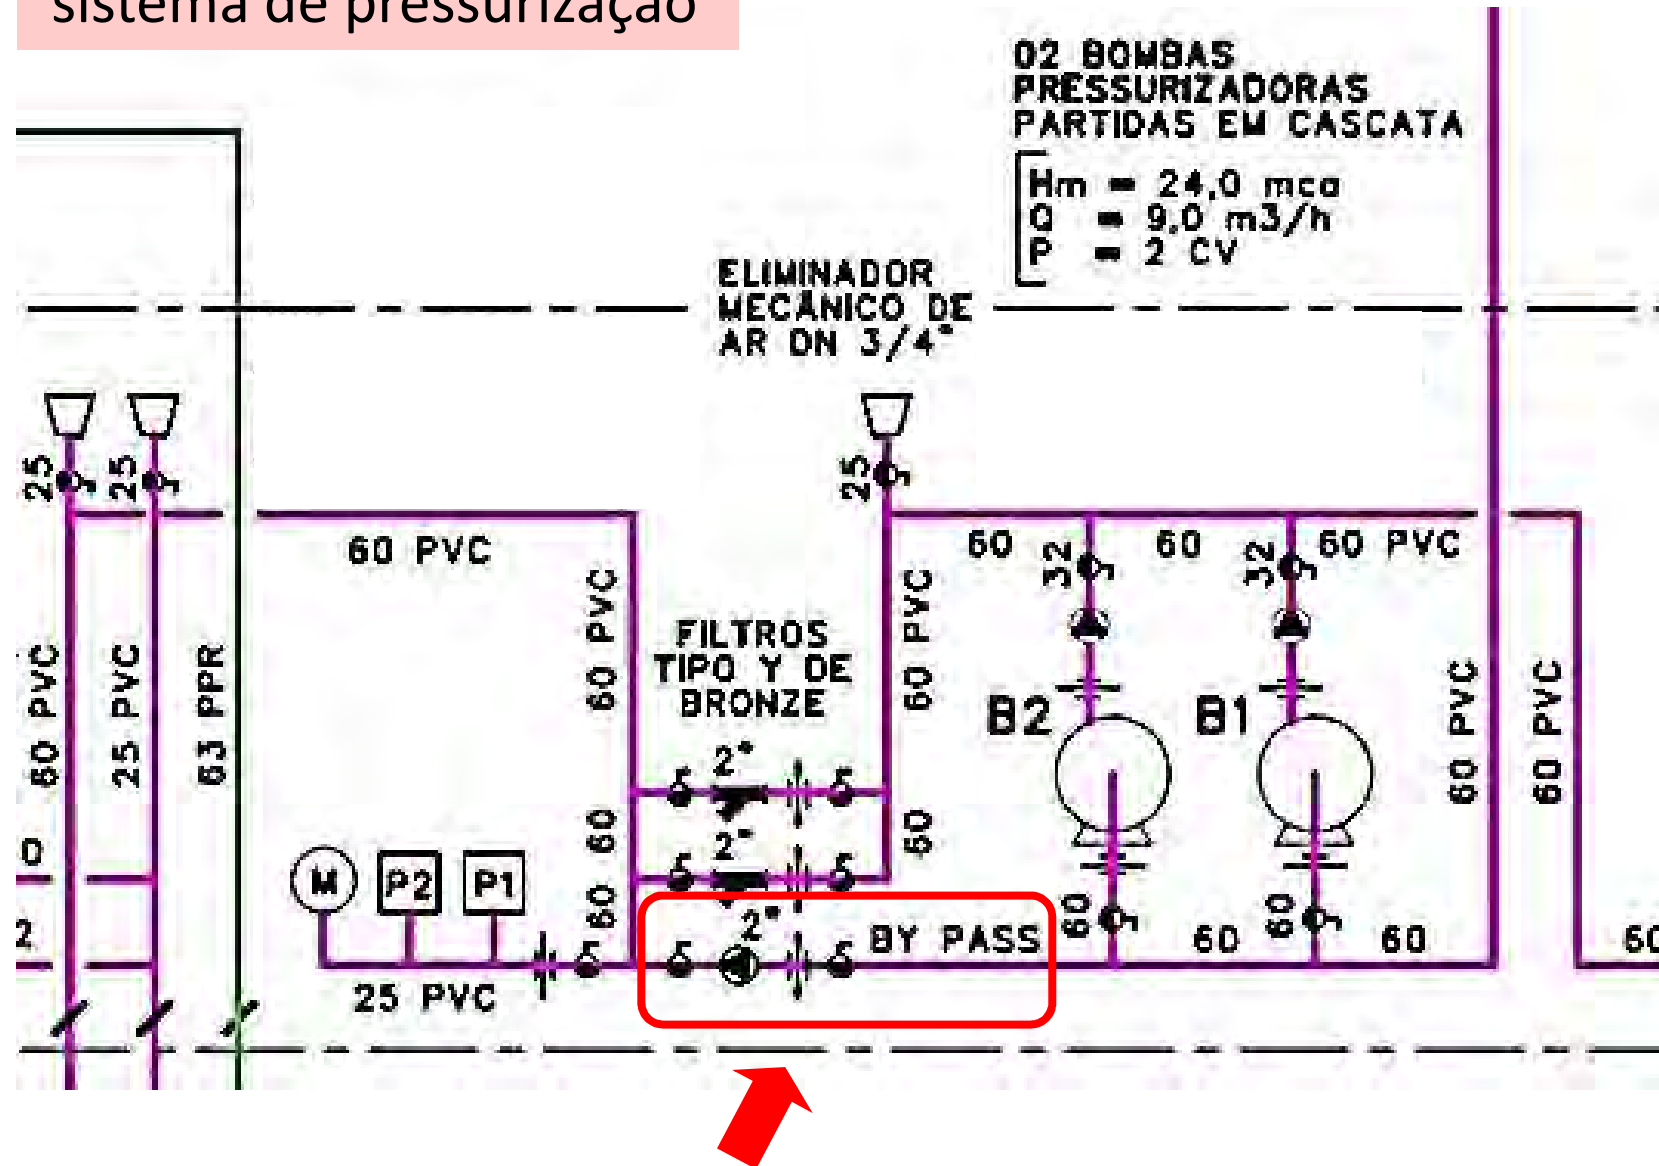 sistema de pressurização
02 BOMBAS
PRESSURIZADORAS
PARTIDAS EM CASCATA
Hm = 24,0 mca
Q = 9,0 m3/h
P = 2 CV
ELIMINADOR
MECÂNICO DE
AR DN 3/4"
25
25
25
60 PVC
60
32
60
32
60 PVC
60 PVC
25 PVC
63 PPR
60 PVC
FILTROS
TIPO Y DE
BRONZE
60 PVC
B2
B1
60 PVC
60 PVC
2"
60
2"
60
0
M
P2
P1
60
2"
BY PASS
60
60
60
60
60
2
25 PVC